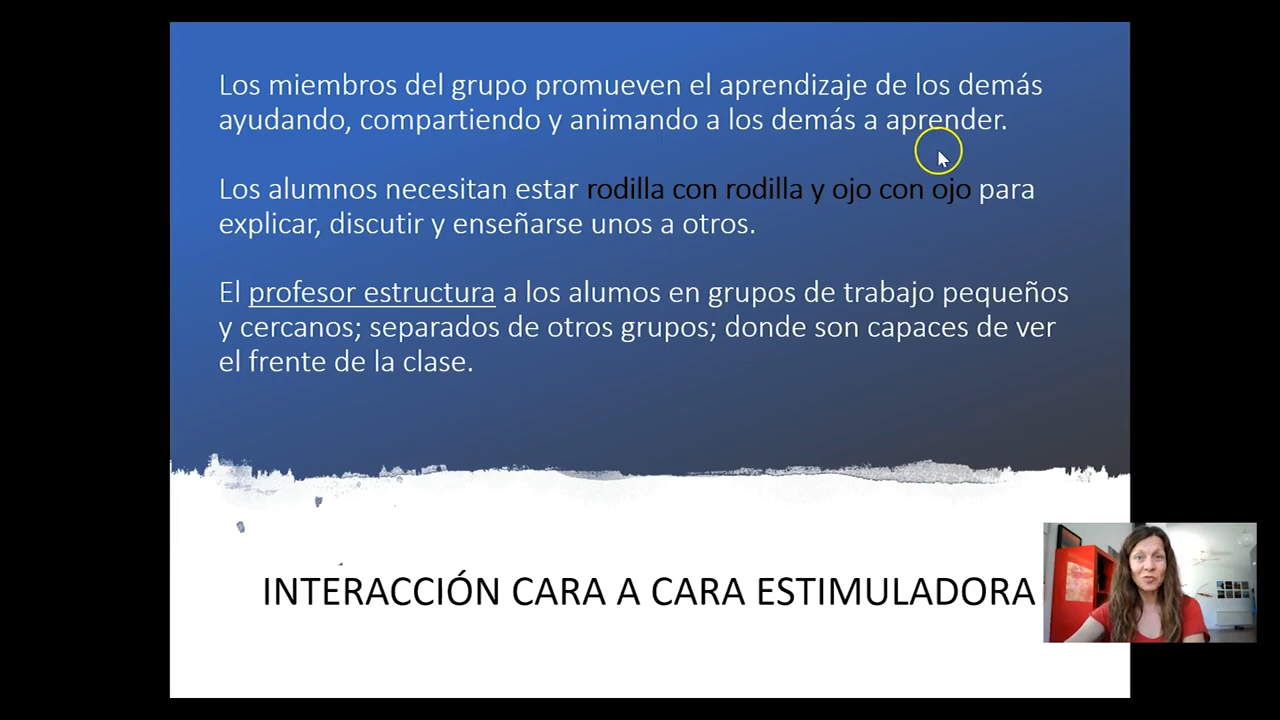 Los miembros del grupo promueven el aprendizaje de los demás
ayudando, compartiendo y animando a los demás a aprender.
Los alumnos necesitan estar rodilla con rodilla y ojo con ojo para
explicar, discutir y enseñarse unos a otros.
El profesor estructura a los alumos en grupos de trabajo pequeños
y cercanos; separados de otros grupos; donde son capaces de ver
el frente de la clase.
INTERACCIÓN CARA A CARA ESTIMULADORA